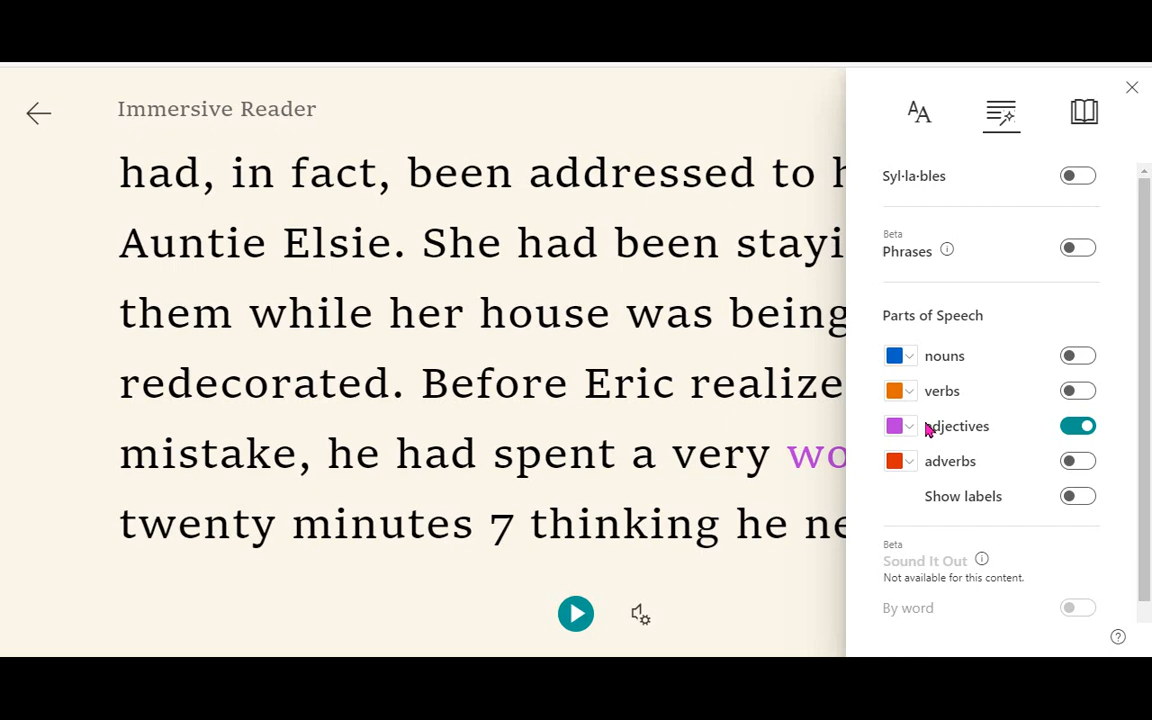 Immersive Reader
had, in fact, been addressed to
Auntie Elsie. She had been stayi
them while her house was being
redecorated. Before Eric realize
mistake, he had spent a very wo
twenty minutes 7 thinking he ne
Syl·la·bles
Beta
Phrases
Parts of Speech
nouns
verbs
adjectives
adverbs
Show labels
Beta
Sound It Out
Not available for this content.
By word